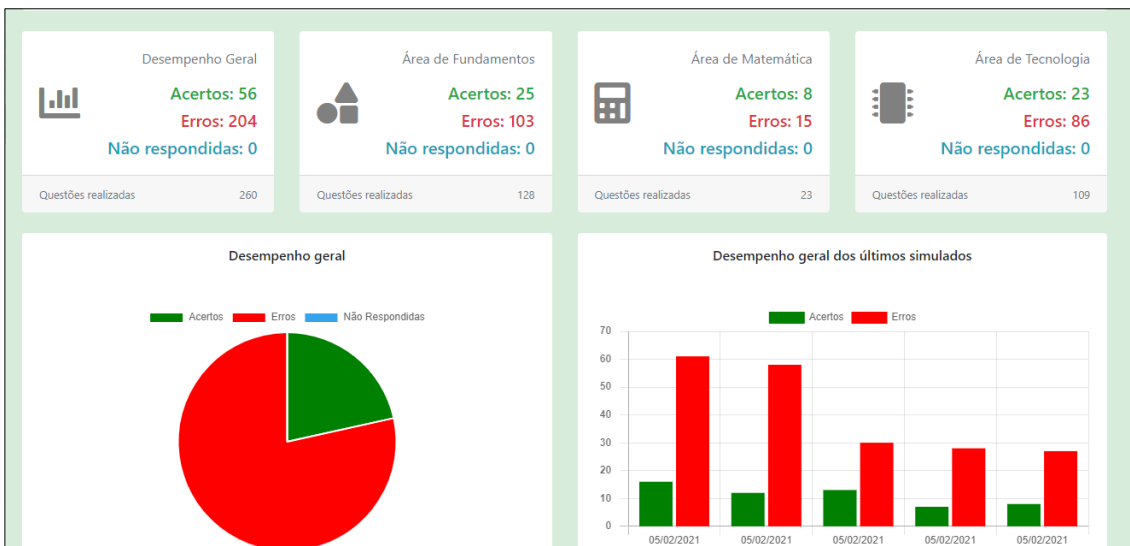 Desempenho Geral
Acertos: 56
Erros: 204
Não respondidas: 0
Questões realizadas 260
Área de Fundamentos
Acertos: 25
Erros: 103
Não respondidas: 0
Questões realizadas 128
Área de Matemática
Acertos: 8
Erros: 15
Não respondidas: 0
Questões realizadas 23
Área de Tecnologia
Acertos: 23
Erros: 86
Não respondidas: 0
Questões realizadas 109
Desempenho geral
Acertos Erros Não Respondidas
Desempenho geral dos últimos simulados
Acertos Erros
70
60
50
40
30
20
10
0
05/02/2021 05/02/2021 05/02/2021 05/02/2021 05/02/2021